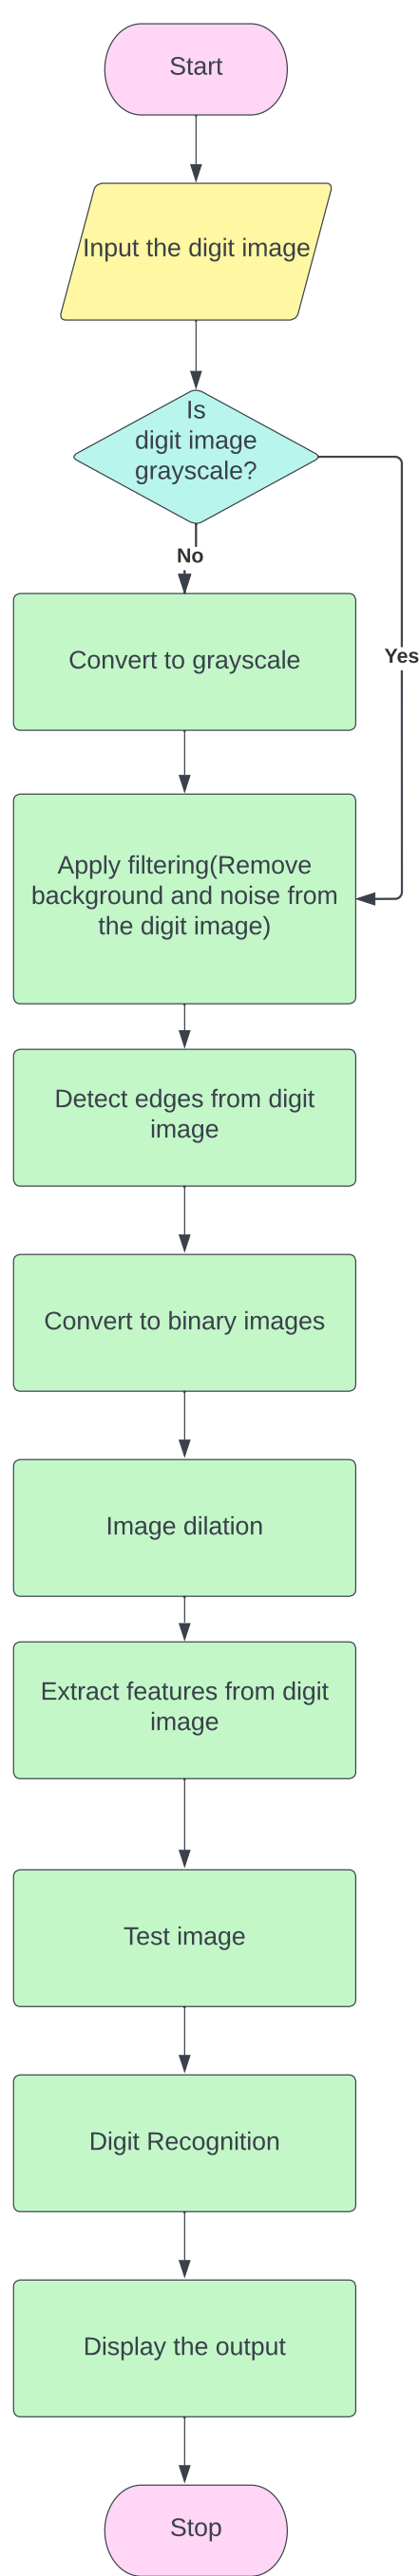 Start
Input the digit image
Is
digit image
grayscale?
No
Convert to grayscale
Yes
Apply filtering(Remove
background and noise from
the digit image)
Detect edges from digit
image
Convert to binary images
Image dilation
Extract features from digit
image
Test image
Digit Recognition
Display the output
Stop